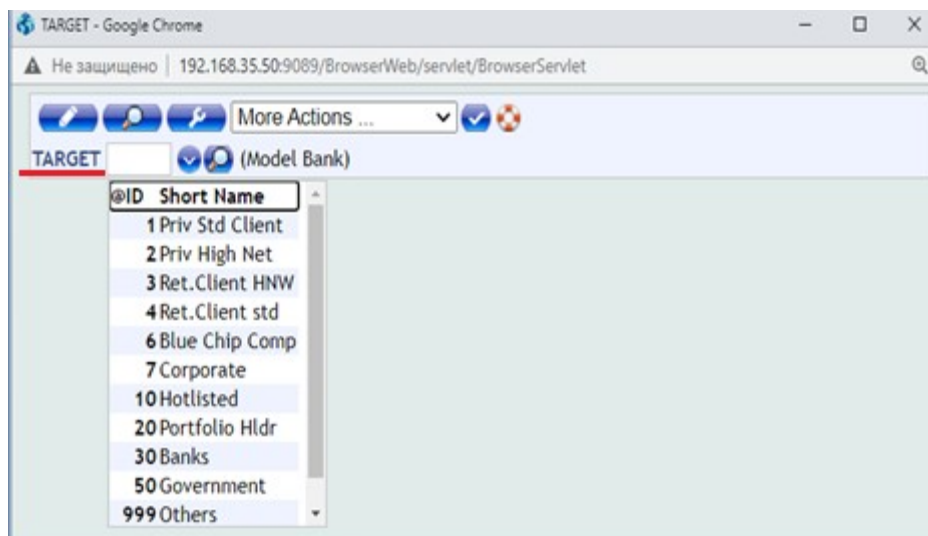 TARGET - Google Chrome
Не защищено | 192.168.35.50:9089/BrowserWeb/servlet/BrowserServlet
More Actions ...
TARGET (Model Bank)
@ID Short Name
1 Priv Std Client
2 Priv High Net
3 Ret.Client HNW
4 Ret.Client std
6 Blue Chip Comp
7 Corporate
10 Hotlisted
20 Portfolio Hldr
30 Banks
50 Government
999 Others